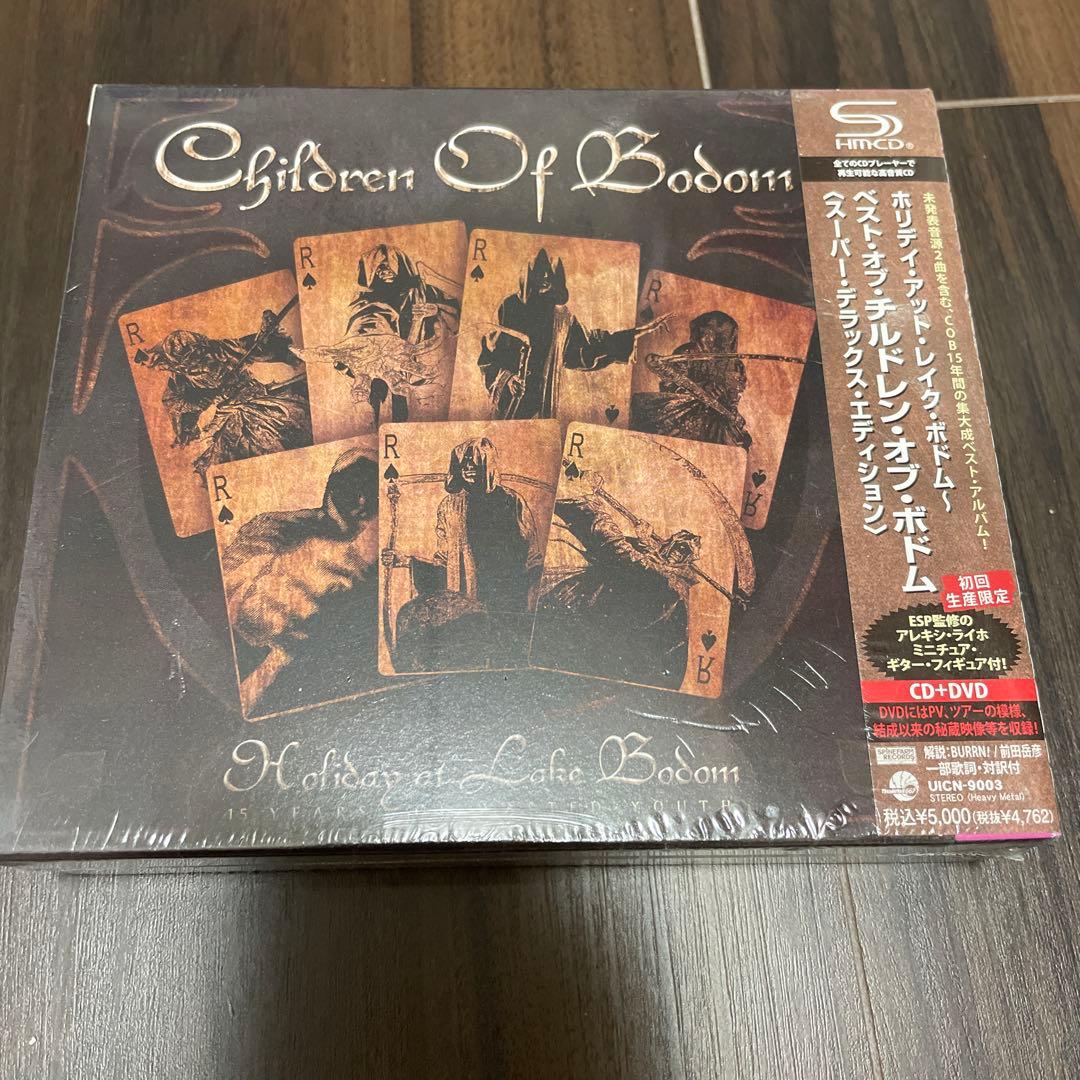 Children Of Bodom
R
R
R
R
R
R
R
R
R
Holiday at Lake Bodom
15
HM-CD®
全てのCDプレーヤーで
再生可能な高音質CD
未発表音源2曲を含む、COB15年間の集大成ベスト・アルバム!
ホリデイ・アット・レイク・ボドム~
ベスト・オブ・チルドレン・オブ・ボドム
〈スーパー・デラックス・エディション〉
初回
生産限定
ESP監修の
アレキシ・ライホ
ミニチュア・
ギター・フィギュア付!
CD+DVD
DVDにはPV、ツアーの模様、
結成以来の秘蔵映像等を収録!
SPINEFARM
RECORDS
解説:BURRN! / 前田岳彦
一部歌詞・対訳付
UICN-9003
STEREO (Heavy Metal)
税込¥5,000(税抜¥4,762)